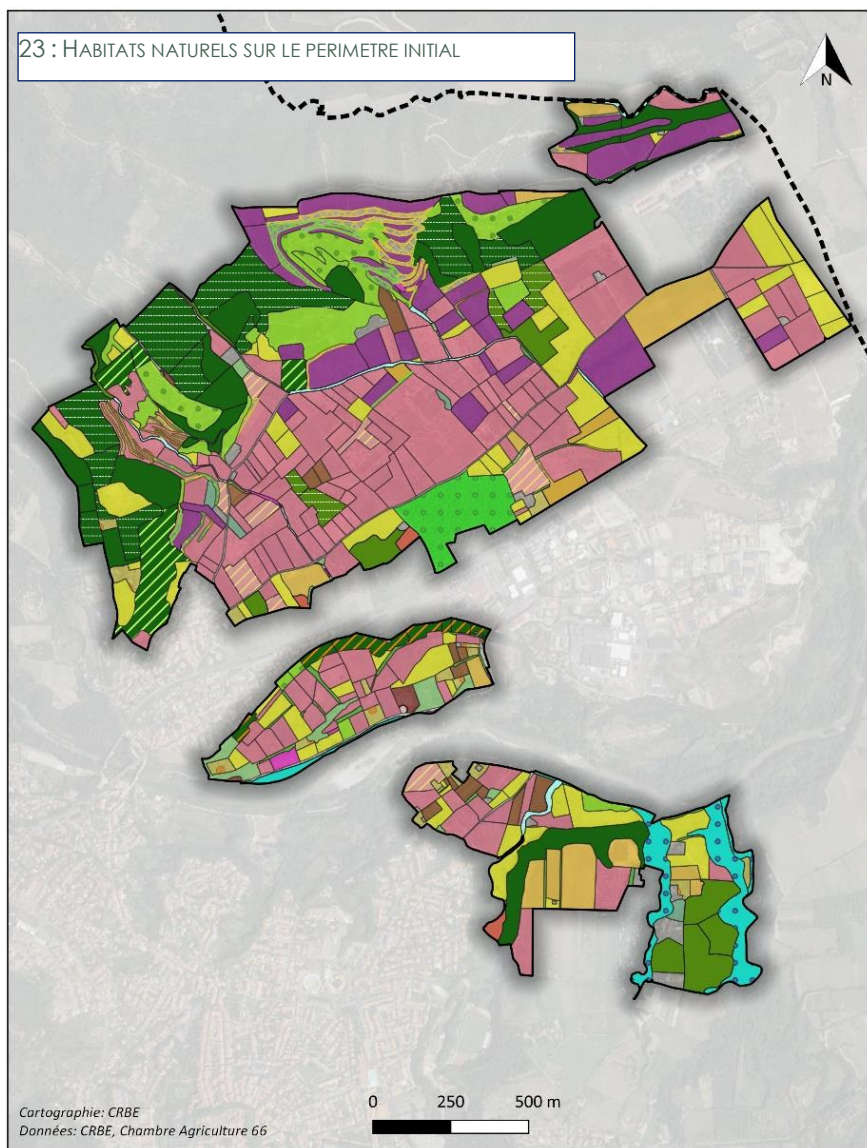 23 : HABITATS NATURELS SUR LE PERIMETRE INITIAL
N
0 250 500 m
Cartographie: CRBE
Données: CRBE, Chambre Agriculture 66